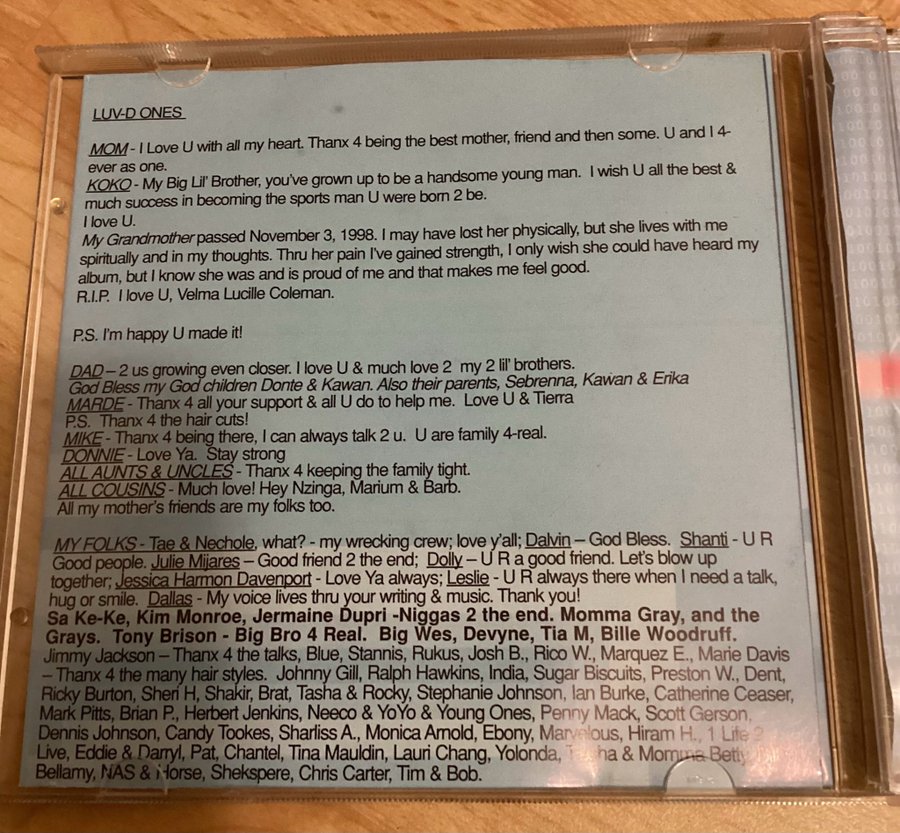 LUV-D ONES
MOM - I Love U with all my heart. Thanx 4 being the best mother, friend and then some. U and I 4-
ever as one.
KOKO - My Big Lil' Brother, you've grown up to be a handsome young man.  I wish U all the best &
much success in becoming the sports man U were born 2 be.
I love U.
My Grandmother passed November 3, 1998. I may have lost her physically, but she lives with me
spiritually and in my thoughts. Thru her pain I've gained strength, I only wish she could have heard my
album, but I know she was and is proud of me and that makes me feel good.
R.I.P.  I love U, Velma Lucille Coleman.
P.S. I'm happy U made it!
DAD – 2 us growing even closer. I love U & much love 2  my 2 lil' brothers.
God Bless my God children Donte & Kawan. Also their parents, Sebrenna, Kawan & Erika
MARDE - Thanx 4 all your support & all U do to help me.  Love U & Tierra
P.S.  Thanx 4 the hair cuts!
MIKE - Thanx 4 being there, I can always talk 2 u.  U are family 4-real.
DONNIE - Love Ya.  Stay strong
ALL AUNTS & UNCLES - Thanx 4 keeping the family tight.
ALL COUSINS - Much love! Hey Nzinga, Marium & Barb.
All my mother's friends are my folks too.
MY FOLKS - Tae & Nechole, what? - my wrecking crew; love y'all; Dalvin – God Bless.  Shanti - U R
Good people. Julie Mijares – Good friend 2 the end;  Dolly – U R a good friend. Let's blow up
together; Jessica Harmon Davenport - Love Ya always; Leslie - U R always there when I need a talk,
hug or smile.  Dallas - My voice lives thru your writing & music. Thank you!
Sa Ke-Ke, Kim Monroe, Jermaine Dupri -Niggas 2 the end. Momma Gray, and the
Grays.  Tony Brison - Big Bro 4 Real.  Big Wes, Devyne, Tia M, Bille Woodruff.
Jimmy Jackson – Thanx 4 the talks, Blue, Stannis, Rukus, Josh B., Rico W., Marquez E., Marie Davis
– Thanx 4 the many hair styles.  Johnny Gill, Ralph Hawkins, India, Sugar Biscuits, Preston W., Dent,
Ricky Burton, Sheri H, Shakir, Brat, Tasha & Rocky, Stephanie Johnson, Ian Burke, Catherine Ceaser,
Mark Pitts, Brian P., Herbert Jenkins, Neeco & YoYo & Young Ones, Penny Mack, Scott Gerson,
Dennis Johnson, Candy Tookes, Sharliss A., Monica Arnold, Ebony, Marvelous, Hiram H., 1 Life 2
Live, Eddie & Darryl, Pat, Chantel, Tina Mauldin, Lauri Chang, Yolonda, & Momma Betty,
Bellamy, NAS & Horse, Shekspere, Chris Carter, Tim & Bob.